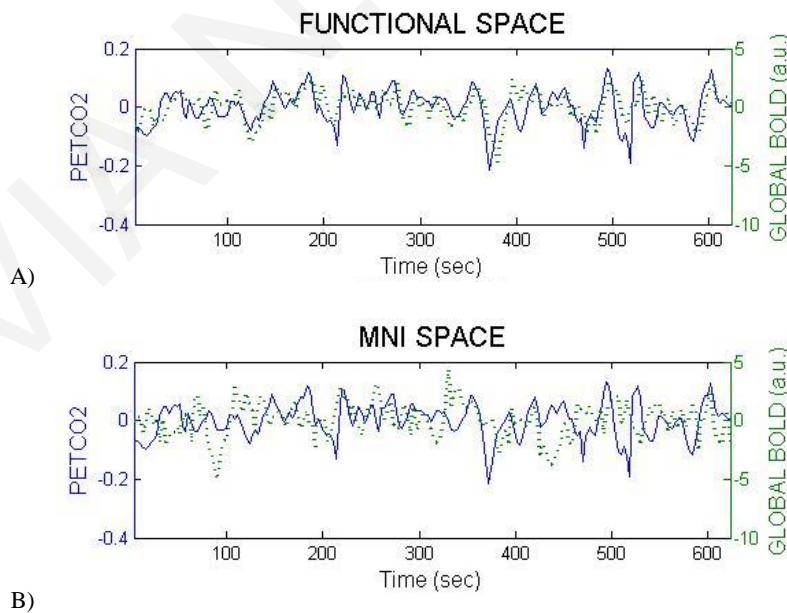 FUNCTIONAL SPACE
0.2
0
-0.2
-0.4
PETCO2
5
0
-5
-10
GLOBAL BOLD (a.u.)
100
200
300
400
500
600
Time (sec)
A)
MNI SPACE
0.2
0
-0.2
-0.4
PETCO2
5
0
-5
-10
GLOBAL BOLD (a.u.)
100
200
300
400
500
600
Time (sec)
B)